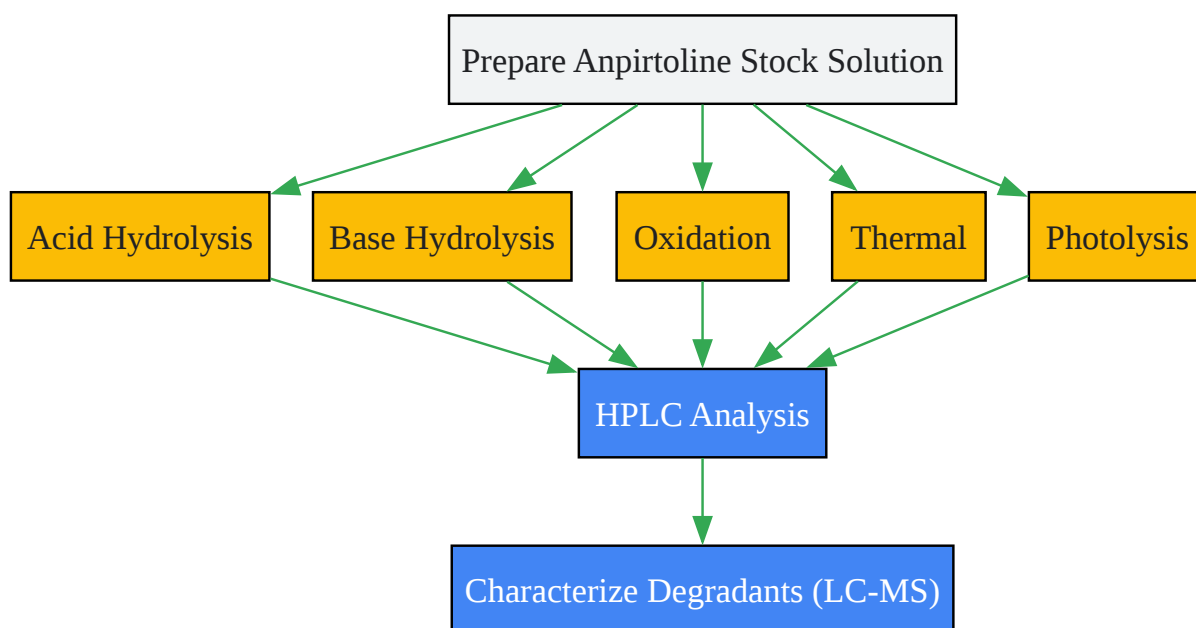 Prepare Anpirtoline Stock Solution
Acid Hydrolysis
Base Hydrolysis
Oxidation
Thermal
Photolysis
HPLC Analysis
Characterize Degradants (LC-MS)